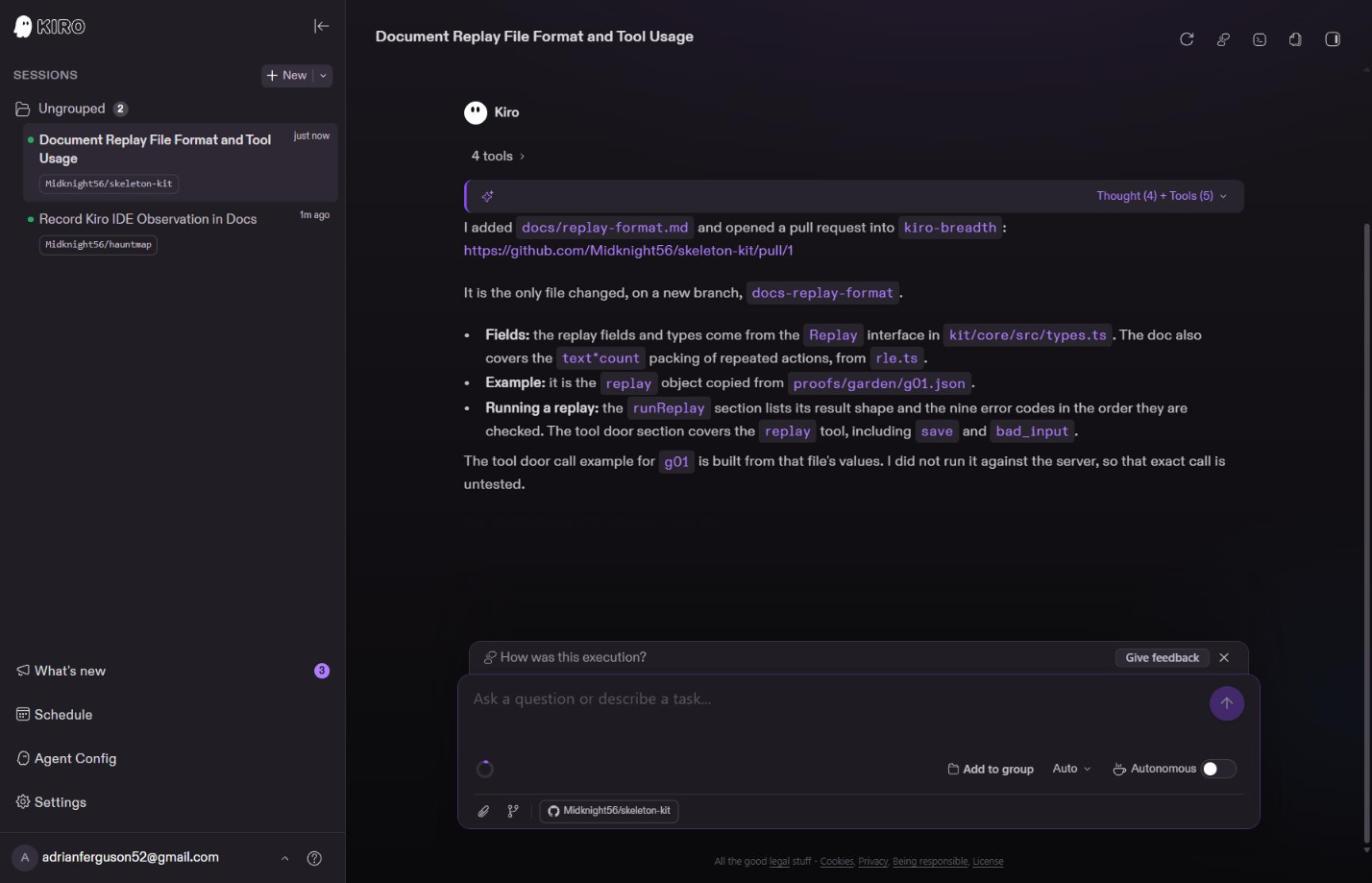 KIRO
SESSIONS
New
Ungrouped 2
Document Replay File Format and Tool
Usage
just now
Midknight56/skeleton-kit
Record Kiro IDE Observation in Docs
1m ago
Midknight56/hauntmap
What's new
3
Schedule
Agent Config
Settings
A
adrianferguson52@gmail.com
Document Replay File Format and Tool Usage
Kiro
4 tools
Thought (4) + Tools (5)
I added docs/replay-format.md and opened a pull request into kiro-breadth:
https://github.com/Midknight56/skeleton-kit/pull/1
It is the only file changed, on a new branch, docs-replay-format.
• Fields: the replay fields and types come from the Replay interface in kit/core/src/types.ts. The doc also
covers the text*count packing of repeated actions, from rle.ts.
• Example: it is the replay object copied from proofs/garden/g01.json.
• Running a replay: the runReplay section lists its result shape and the nine error codes in the order they are
checked. The tool door section covers the replay tool, including save and bad_input.
The tool door call example for g01 is built from that file's values. I did not run it against the server, so that exact call is
untested.
How was this execution?
Give feedback
Ask a question or describe a task...
Add to group
Auto
Autonomous
Midknight56/skeleton-kit
All the good legal stuff - Cookies, Privacy, Being responsible, License